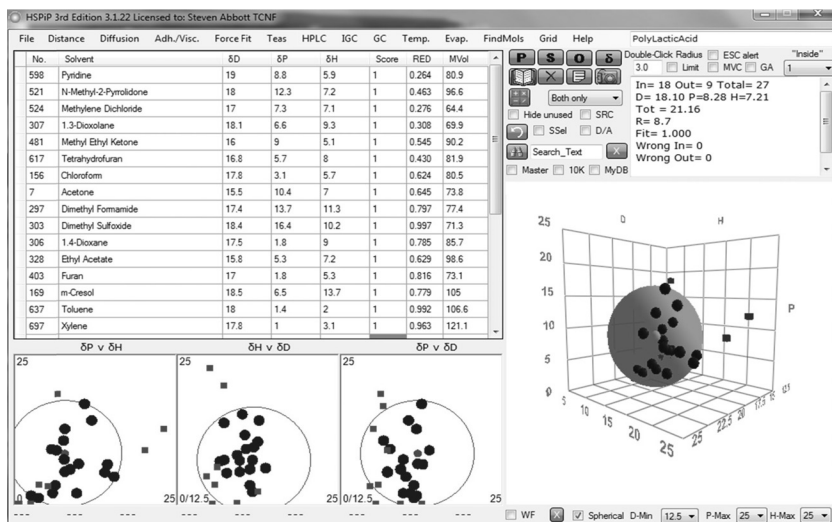 HSPiP 3rd Edition 3.1.22 Licensed to: Steven Abbott TCNF
File Distance Diffusion Adh./Visc. Force Fit Teas HPLC IGC GC Temp. Evap. FindMols Grid Help PolyLacticAcid
No. Solvent δD δP δH Score RED MVol
598 Pyridine 19 8.8 5.9 1 0.264 80.9
521 N-Methyl-2-Pyrrolidone 18 12.3 7.2 1 0.463 96.6
524 Methylene Dichloride 17 7.3 7.1 1 0.276 64.4
307 1.3-Dioxolane 18.1 6.6 9.3 1 0.308 69.9
481 Methyl Ethyl Ketone 16 9 5.1 1 0.545 90.2
617 Tetrahydrofuran 16.8 5.7 8 1 0.430 81.9
156 Chloroform 17.8 3.1 5.7 1 0.624 80.5
7 Acetone 15.5 10.4 7 1 0.645 73.8
297 Dimethyl Formamide 17.4 13.7 11.3 1 0.797 77.4
303 Dimethyl Sulfoxide 18.4 16.4 10.2 1 0.997 71.3
306 1.4-Dioxane 17.5 1.8 9 1 0.785 85.7
328 Ethyl Acetate 15.8 5.3 7.2 1 0.629 98.6
403 Furan 17 1.8 5.3 1 0.816 73.1
169 m-Cresol 18.5 6.5 13.7 1 0.779 105
637 Toluene 18 1.4 2 1 0.992 106.6
697 Xylene 17.8 1 3.1 1 0.963 121.1
P S O δ
Both only
Hide unused SRC
SSel D/A
Search_Text X
Master 10K MyDB
Double-Click Radius ESC alert "Inside"
3.0 Limit MVC GA 1
In= 18 Out= 9 Total= 27
D= 18.10 P=8.28 H=7.21
Tot = 21.16
R= 8.7
Fit= 1.000
Wrong In= 0
Wrong Out= 0
δP v δH
25
0
25
δH v δD
25
0/12.5
25
δP v δD
25
0/12.5
25
D H P
25
20
15
10
5
0
5 10 15 20 25
25 22.5 20 17.5 15
--- --- --- --- --- --- --- --- ---
WF X Spherical D-Min 12.5 P-Max 25 H-Max 25